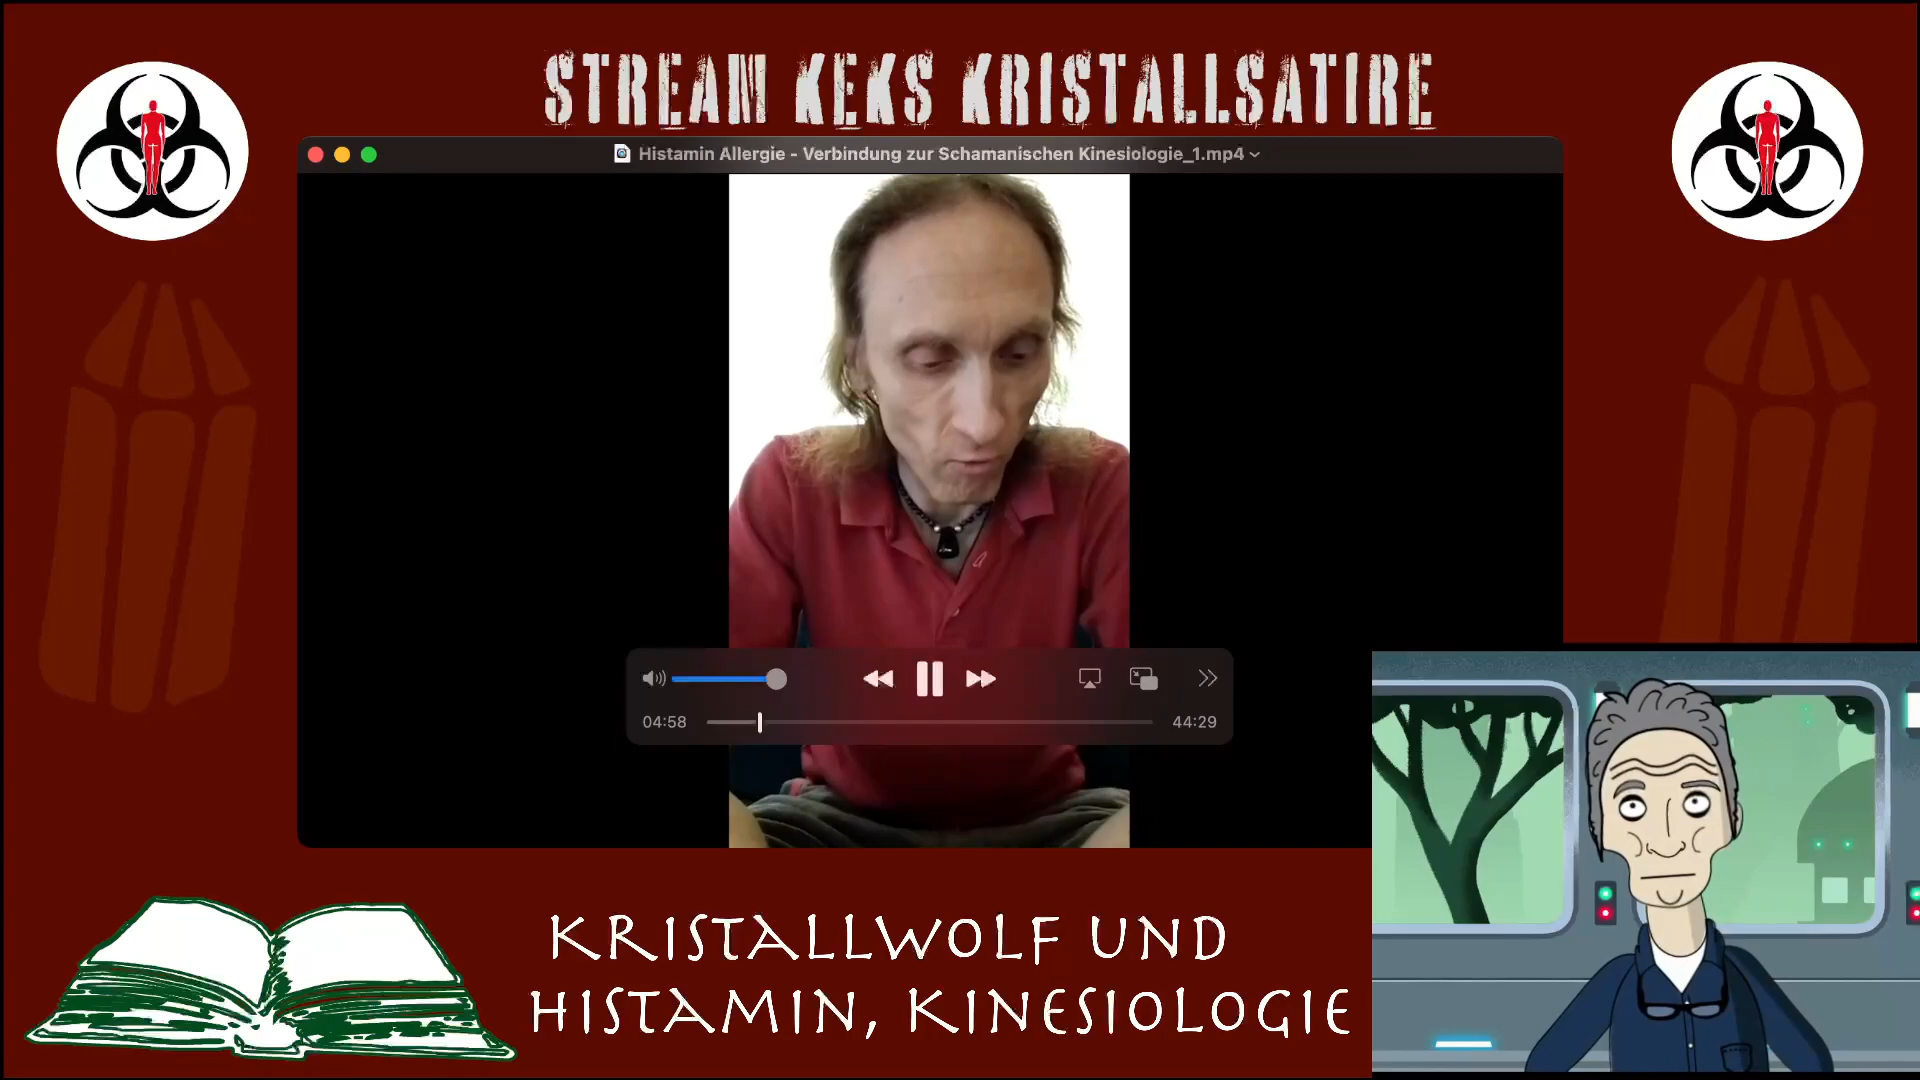 STREAM KEKS KRISTALLSATIRE
Histamin Allergie - Verbindung zur Schamanischen Kinesiologie_1.mp4
04:58
44:29
KRISTALLWOLF UND
HISTAMIN, KINESIOLOGIE